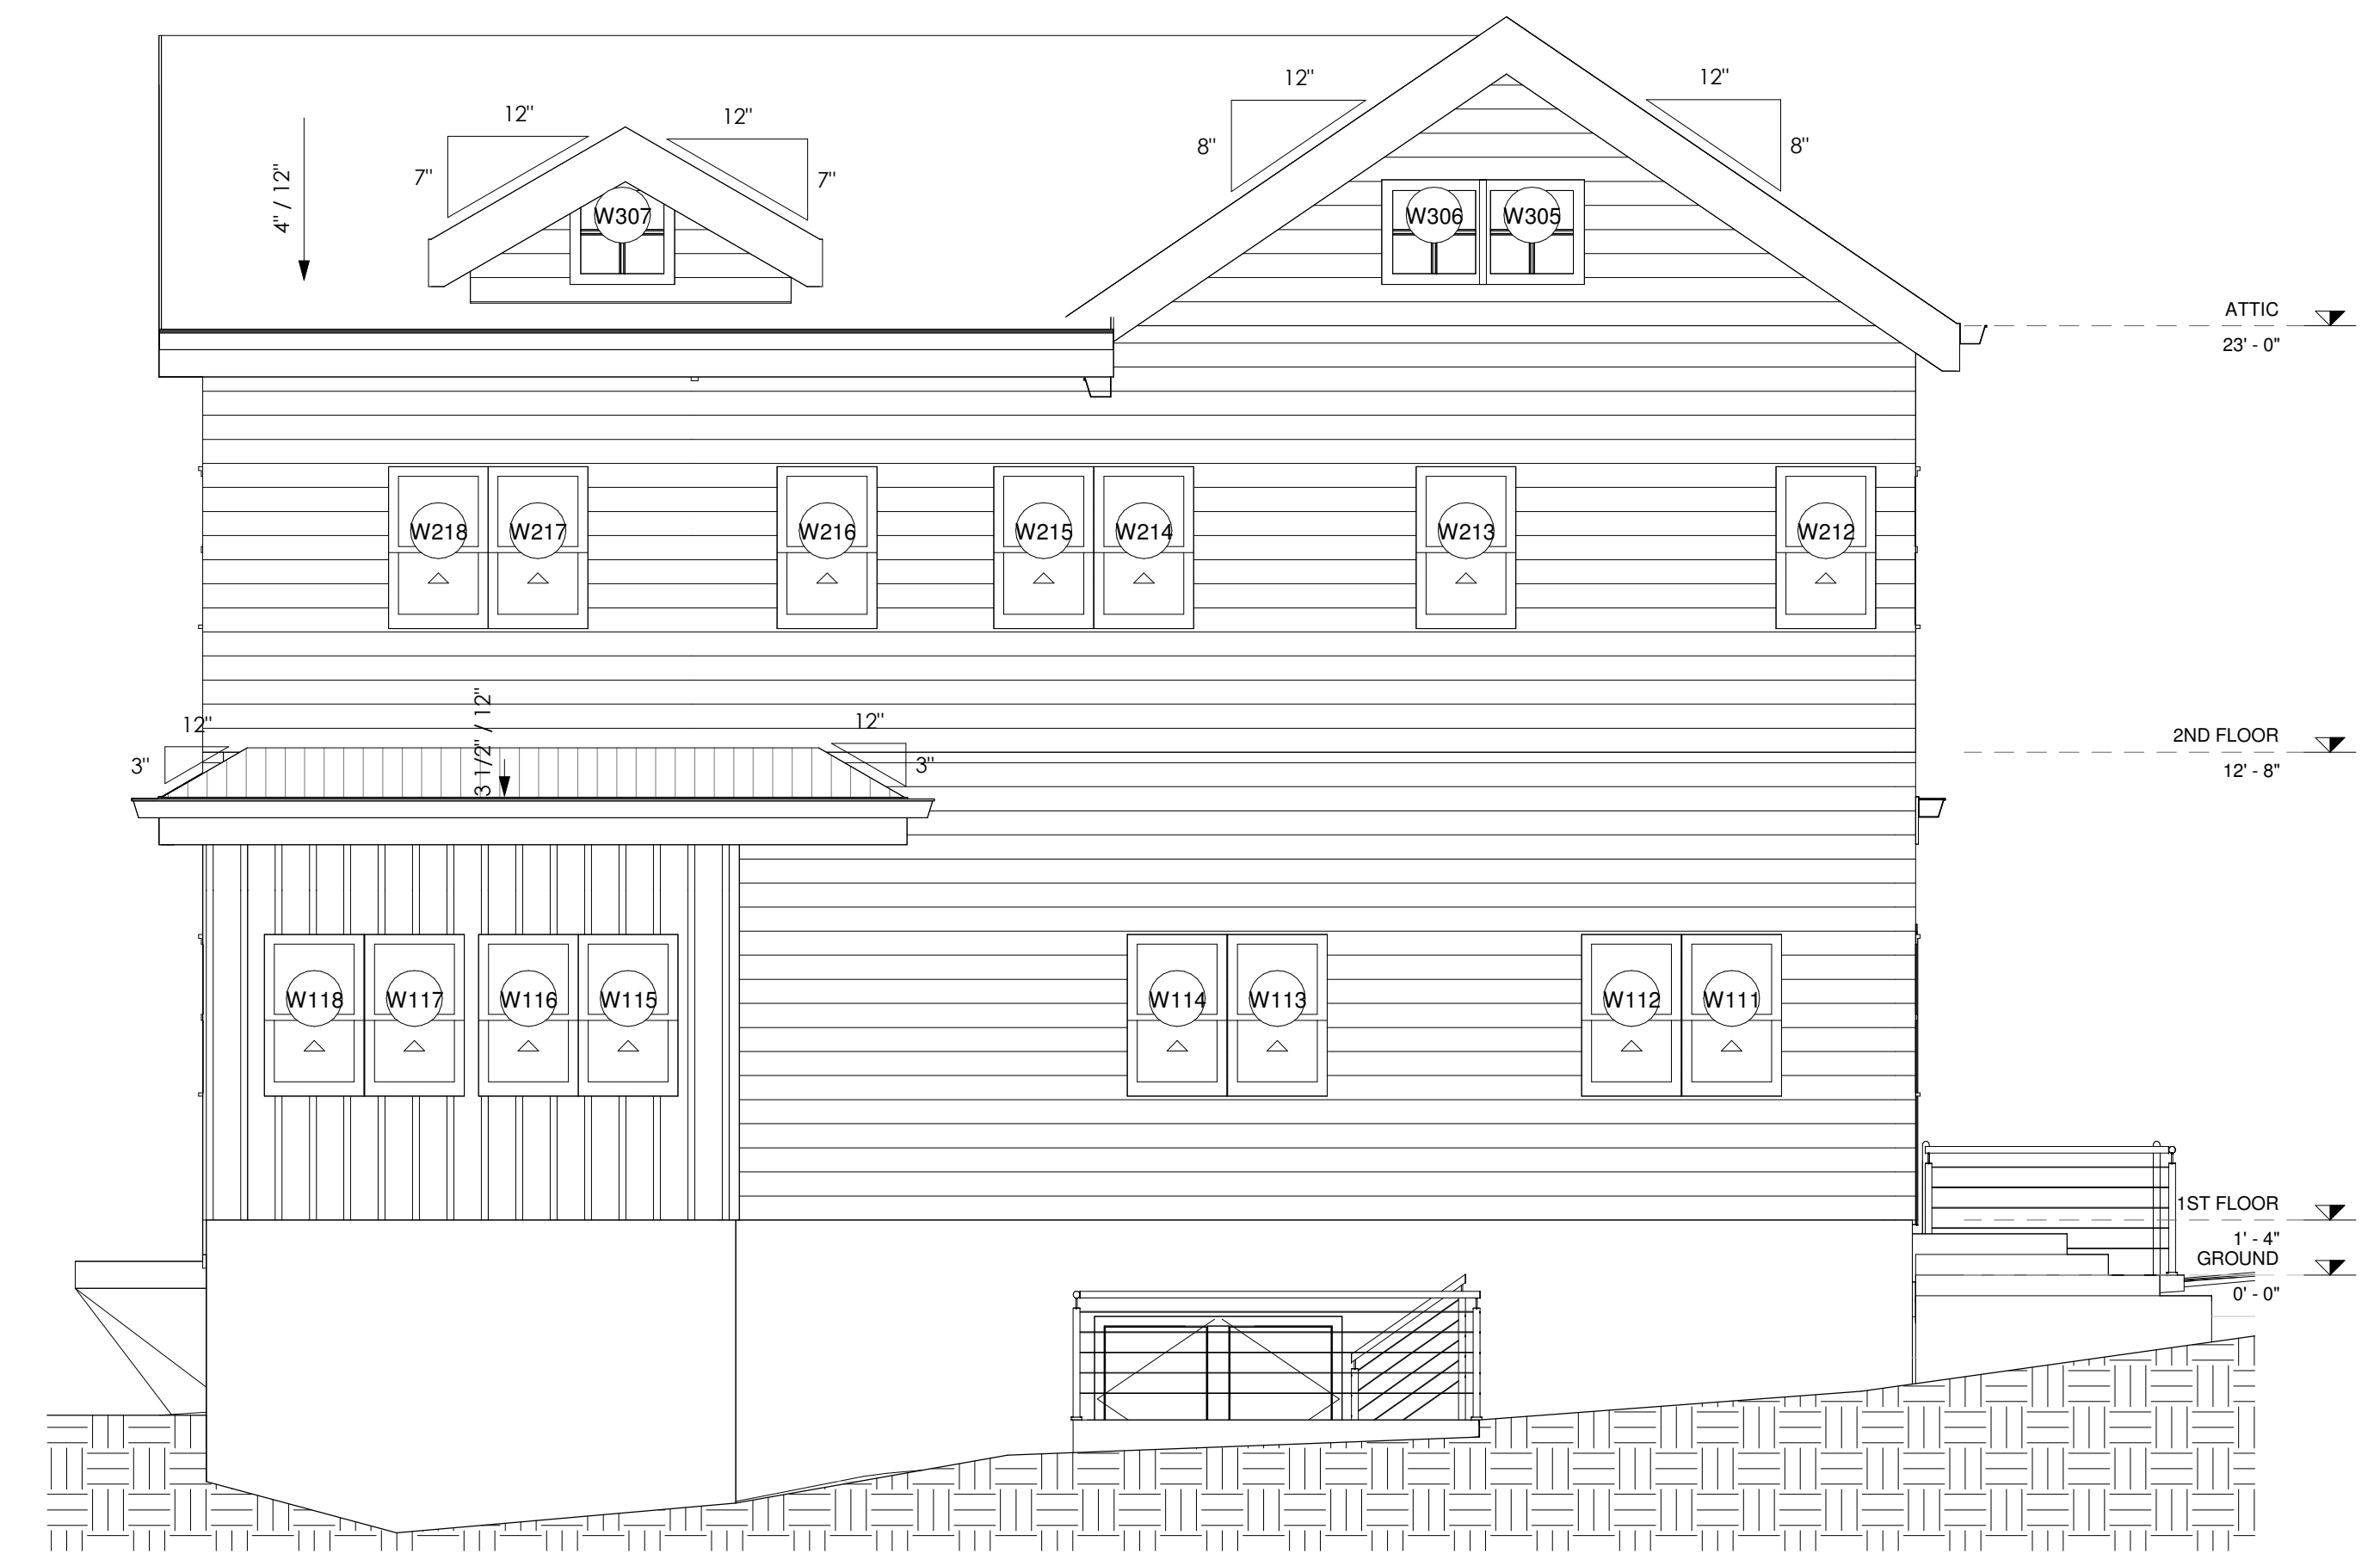 12"
12"
12"
12"
8"
8"
4" / 12"
7"
7"
W307
W306
W305
ATTIC
23' - 0"
W218
W217
W216
W215
W214
W213
W212
12"
3 1/2" / 12"
12"
2ND FLOOR
3"
3"
12' - 8"
W118
W117
W116
W115
W114
W113
W112
W111
1ST FLOOR
1' - 4"
GROUND
0' - 0"